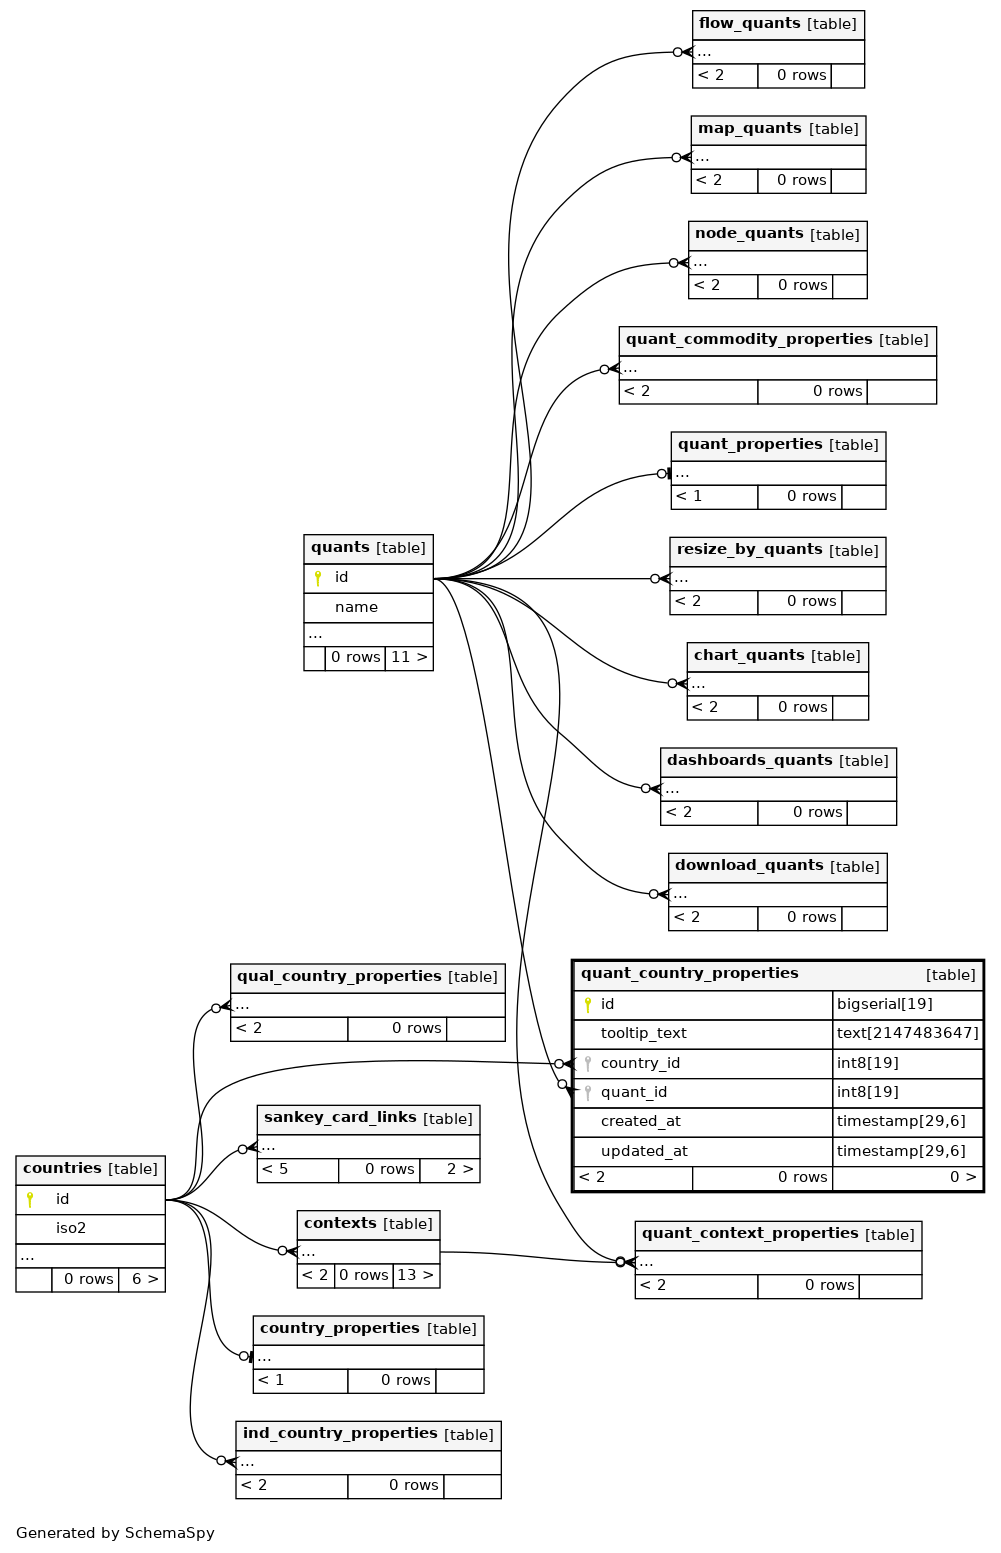 flow_quants [table]
...
< 2 0 rows
map_quants [table]
...
< 2 0 rows
node_quants [table]
...
< 2 0 rows
quant_commodity_properties [table]
...
< 2 0 rows
quant_properties [table]
...
< 1 0 rows
quants [table]
id
name
...
0 rows 11 >
resize_by_quants [table]
...
< 2 0 rows
chart_quants [table]
...
< 2 0 rows
dashboards_quants [table]
...
< 2 0 rows
download_quants [table]
...
< 2 0 rows
quant_country_properties [table]
id bigserial[19]
tooltip_text text[2147483647]
country_id int8[19]
quant_id int8[19]
created_at timestamp[29,6]
updated_at timestamp[29,6]
< 2 0 rows 0 >
qual_country_properties [table]
...
< 2 0 rows
sankey_card_links [table]
...
< 5 0 rows 2 >
countries [table]
id
iso2
...
0 rows 6 >
contexts [table]
...
< 2 0 rows 13 >
quant_context_properties [table]
...
< 2 0 rows
country_properties [table]
...
< 1 0 rows
ind_country_properties [table]
...
< 2 0 rows
Generated by SchemaSpy